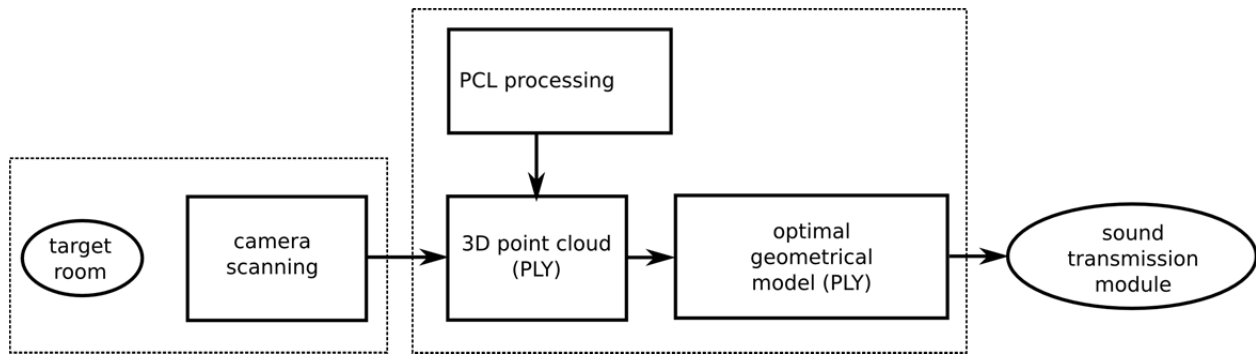 PCL processing
target
room
camera
scanning
3D point cloud
(PLY)
optimal
geometrical
model (PLY)
sound
transmission
module